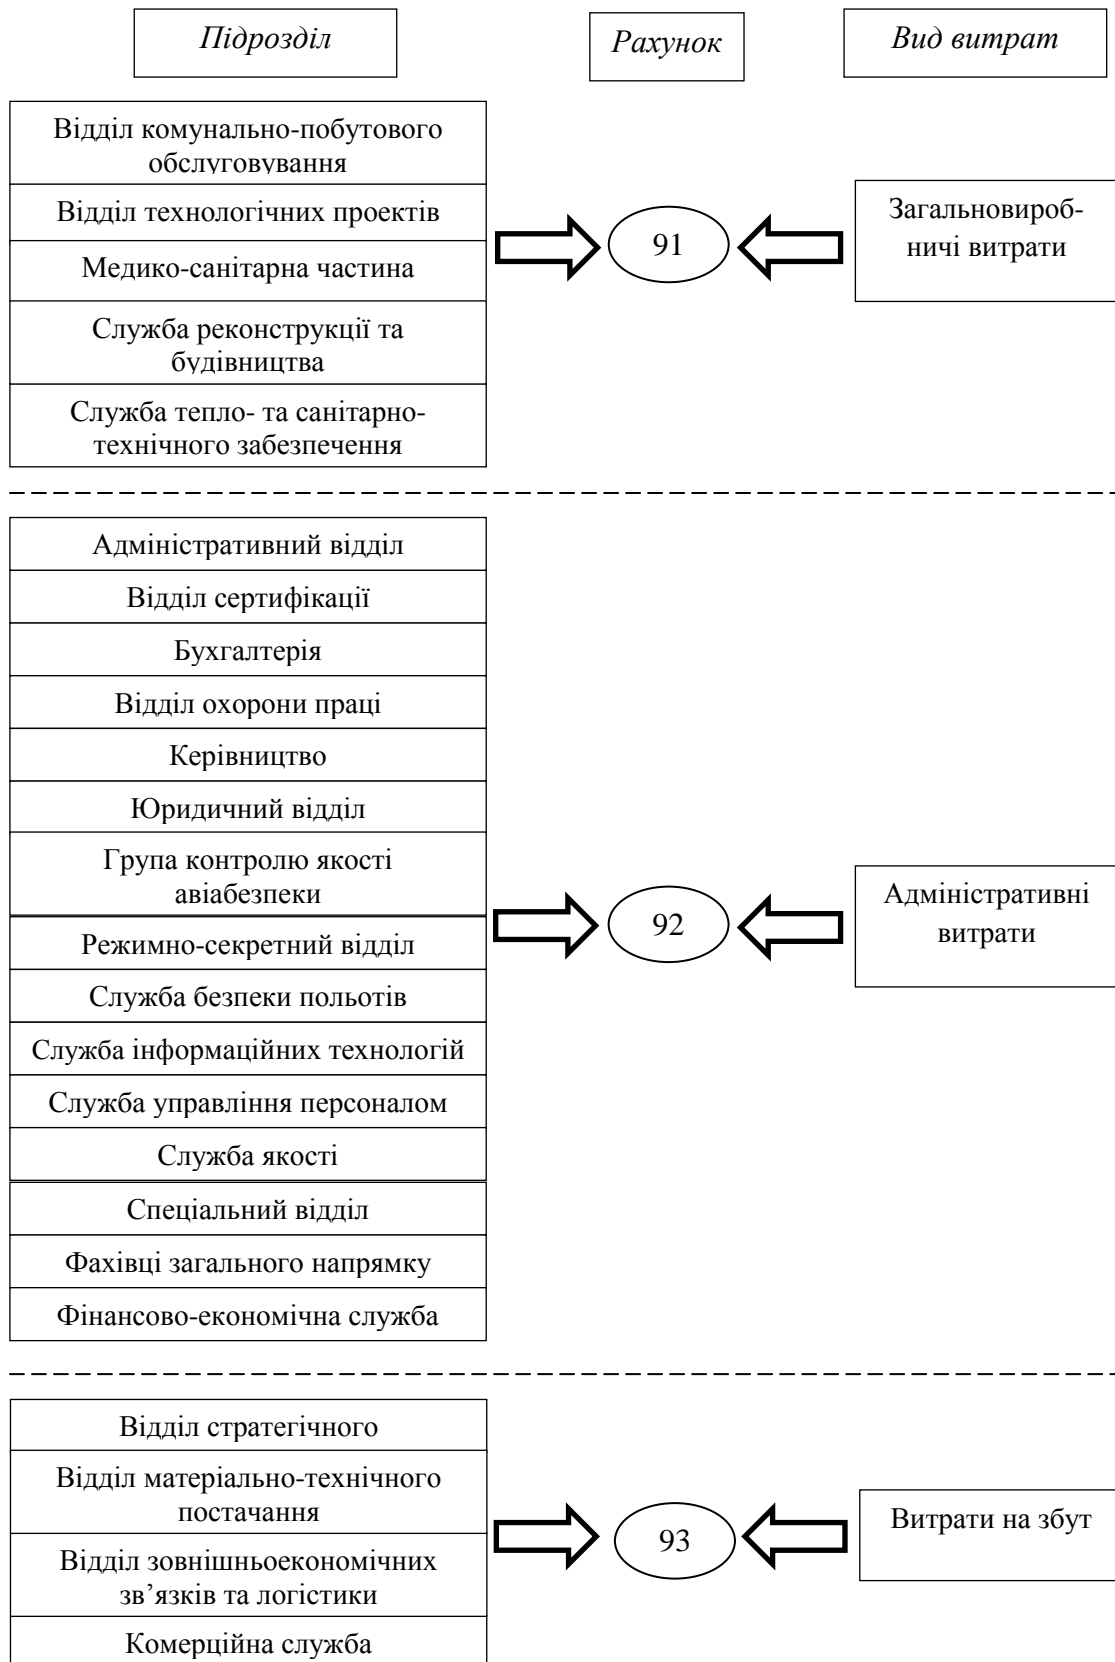 Підрозділ
Рахунок
Вид витрат
Відділ комунально-побутового
обслуговування
Відділ технологічних проектів
Медико-санітарна частина
Служба реконструкції та
будівництва
Служба тепло- та санітарно-
технічного забезпечення
91
Загальновироб-
ничі витрати
Адміністративний відділ
Відділ сертифікації
Бухгалтерія
Відділ охорони праці
Керівництво
Юридичний відділ
Група контролю якості
авіабезпеки
Режимно-секретний відділ
Служба безпеки польотів
Служба інформаційних технологій
Служба управління персоналом
Служба якості
Спеціальний відділ
Фахівці загального напрямку
Фінансово-економічна служба
92
Адміністративні
витрати
Відділ стратегічного
Відділ матеріально-технічного
постачання
Відділ зовнішньоекономічних
зв’язків та логістики
Комерційна служба
93
Витрати на збут